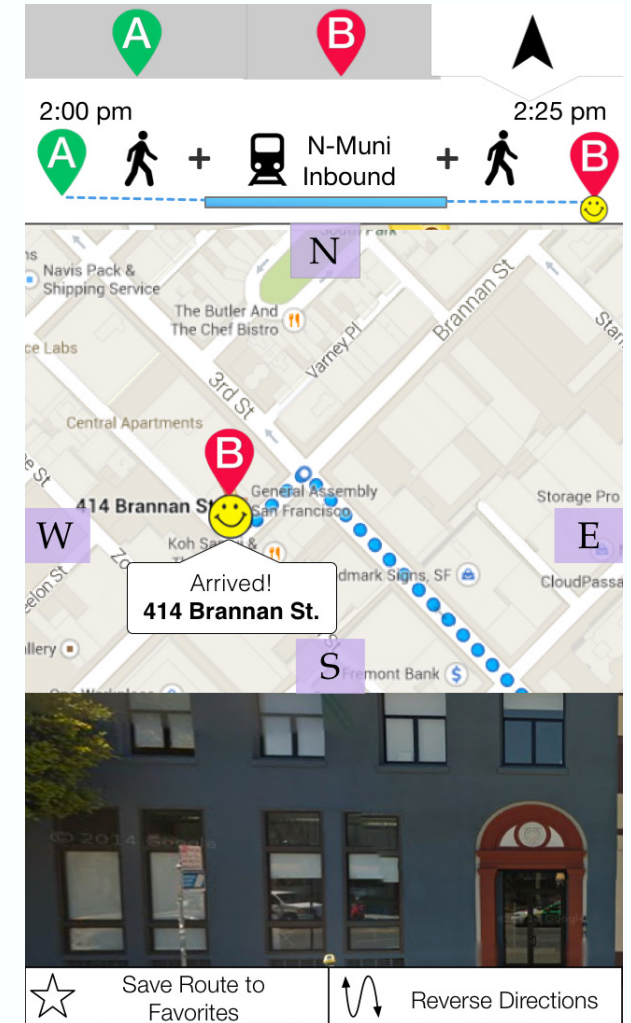 A
B
2:00 pm
2:25 pm
A
+
N-Muni
Inbound
+
B
N
Navis Pack &
Shipping Service
The Butler And
The Chef Bistro
Varney Pl
Brannan St
ce Labs
3rd St
Central Apartments
B
414 Brannan St
General Assembly
San Francisco
Storage Pro
W
E
Koh Sa
&
dmark Signs, SF
CloudPassa
Arrived!
414 Brannan St.
elon St
llery
S
Fremont Bank
$
© 2014 Google
Save Route to
Favorites
Reverse Directions